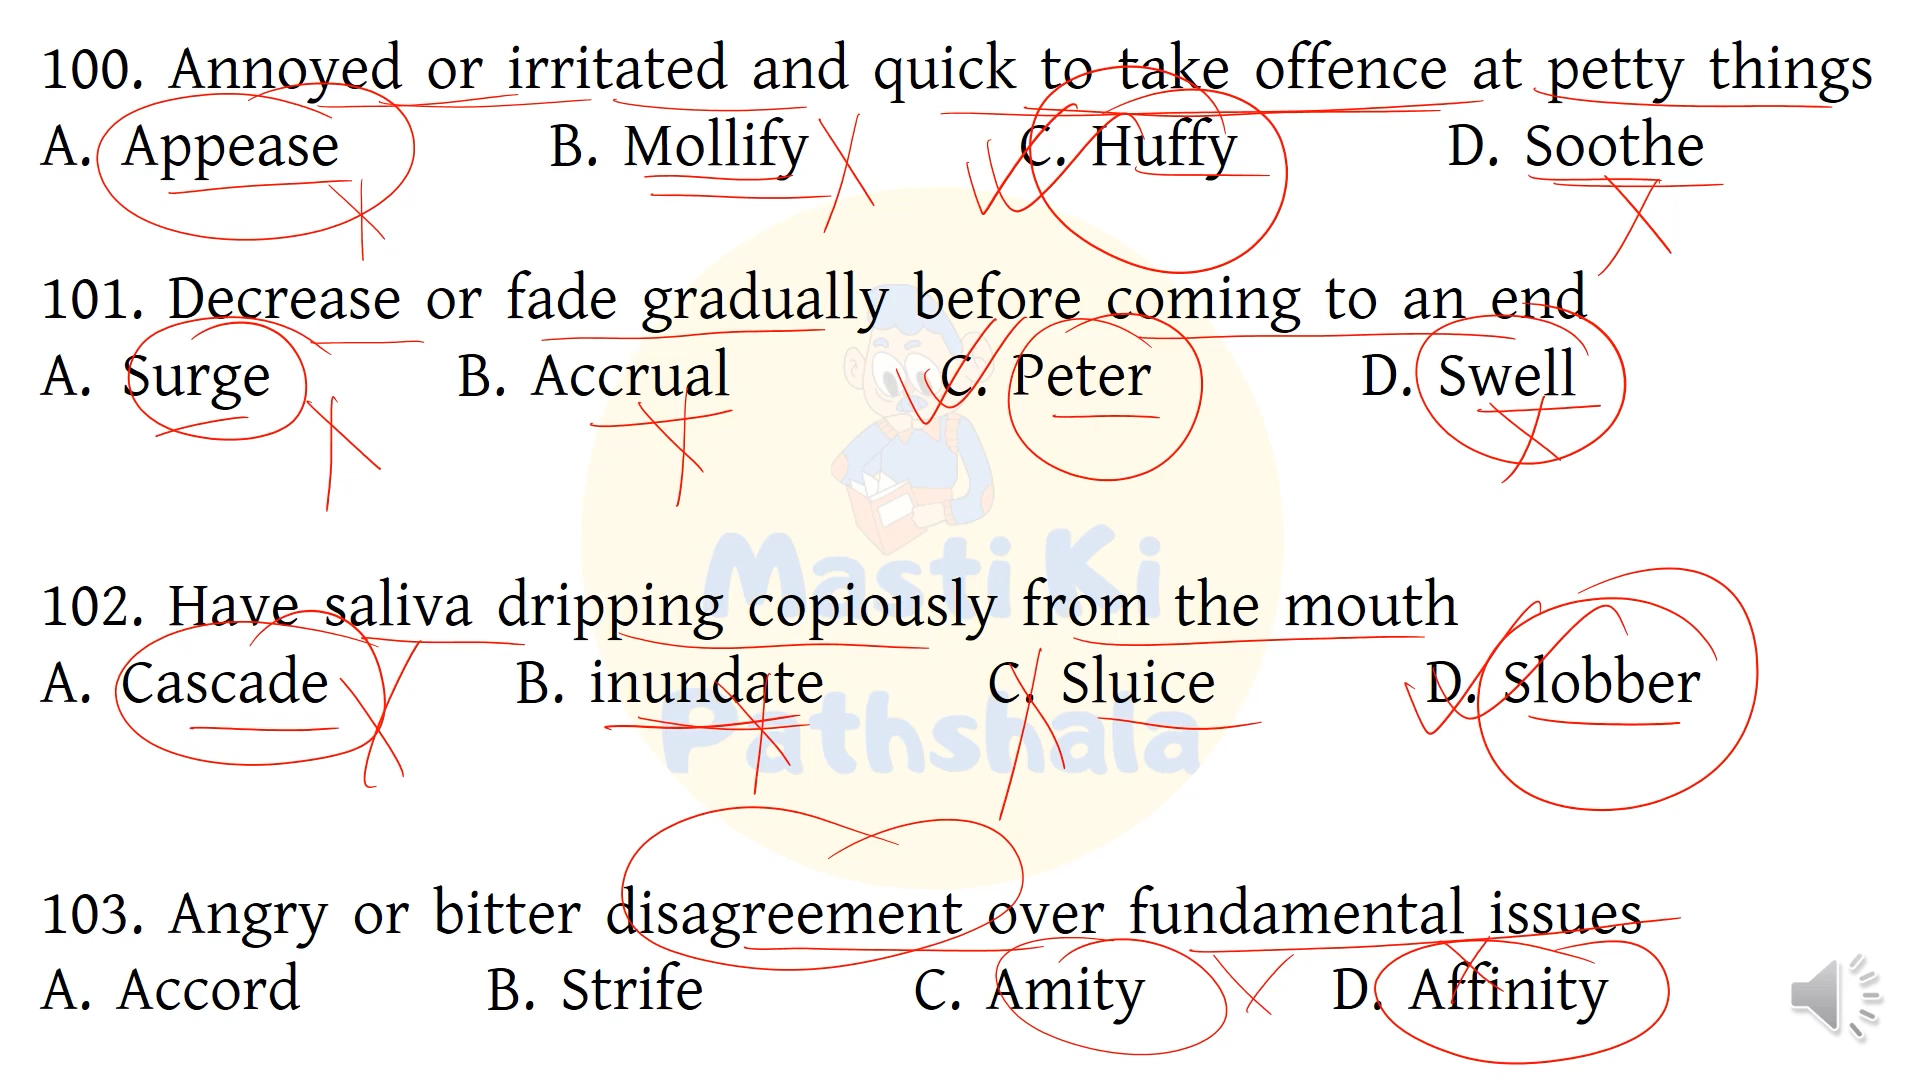 100. Annoyed or irritated and quick to take offence at petty things
A. Appease B. Mollify C. Huffy D. Soothe
101. Decrease or fade gradually before coming to an end
A. Surge B. Accrual C. Peter D. Swell
102. Have saliva dripping copiously from the mouth
A. Cascade B. inundate C. Sluice D. Slobber
103. Angry or bitter disagreement over fundamental issues
A. Accord B. Strife C. Amity D. Affinity
Masti Ki
Pathshala